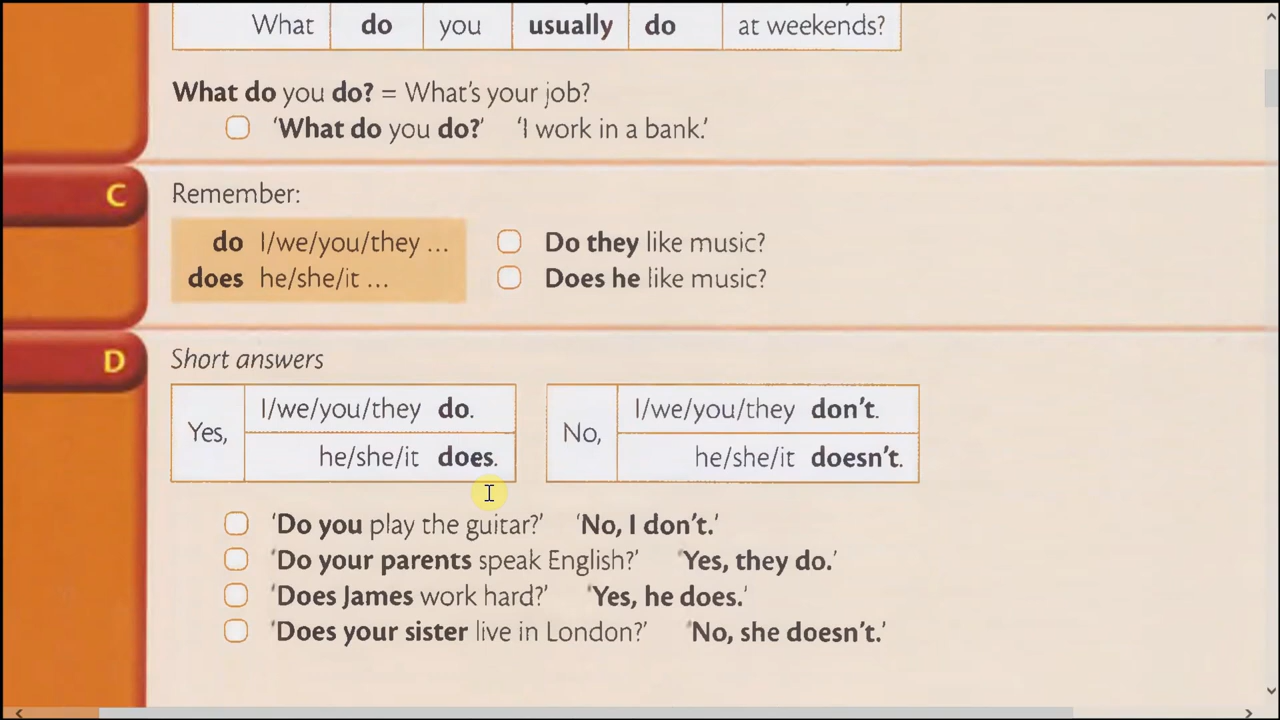 What do you usually do at weekends?
What do you do? = What's your job?
'What do you do?' 'I work in a bank.'
C
Remember:
do I/we/you/they ...
does he/she/it ...
Do they like music?
Does he like music?
D
Short answers
Yes,
I/we/you/they do.
he/she/it does.
No,
I/we/you/they don't.
he/she/it doesn't.
'Do you play the guitar?' 'No, I don't.'
'Do your parents speak English?' 'Yes, they do.'
'Does James work hard?' 'Yes, he does.'
'Does your sister live in London?' 'No, she doesn't.'